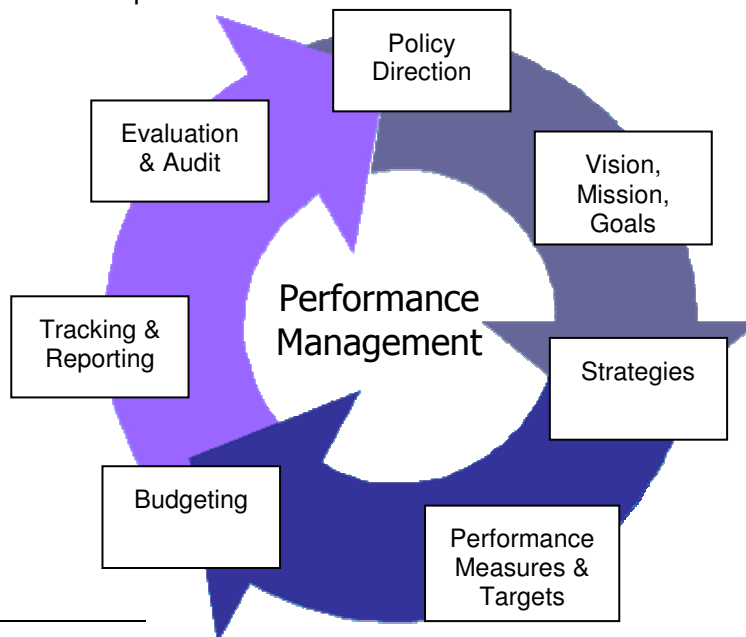 Policy
Direction
Vision,
Mission,
Goals
Strategies
Performance
Measures &
Targets
Budgeting
Tracking &
Reporting
Evaluation
& Audit
Performance
Management